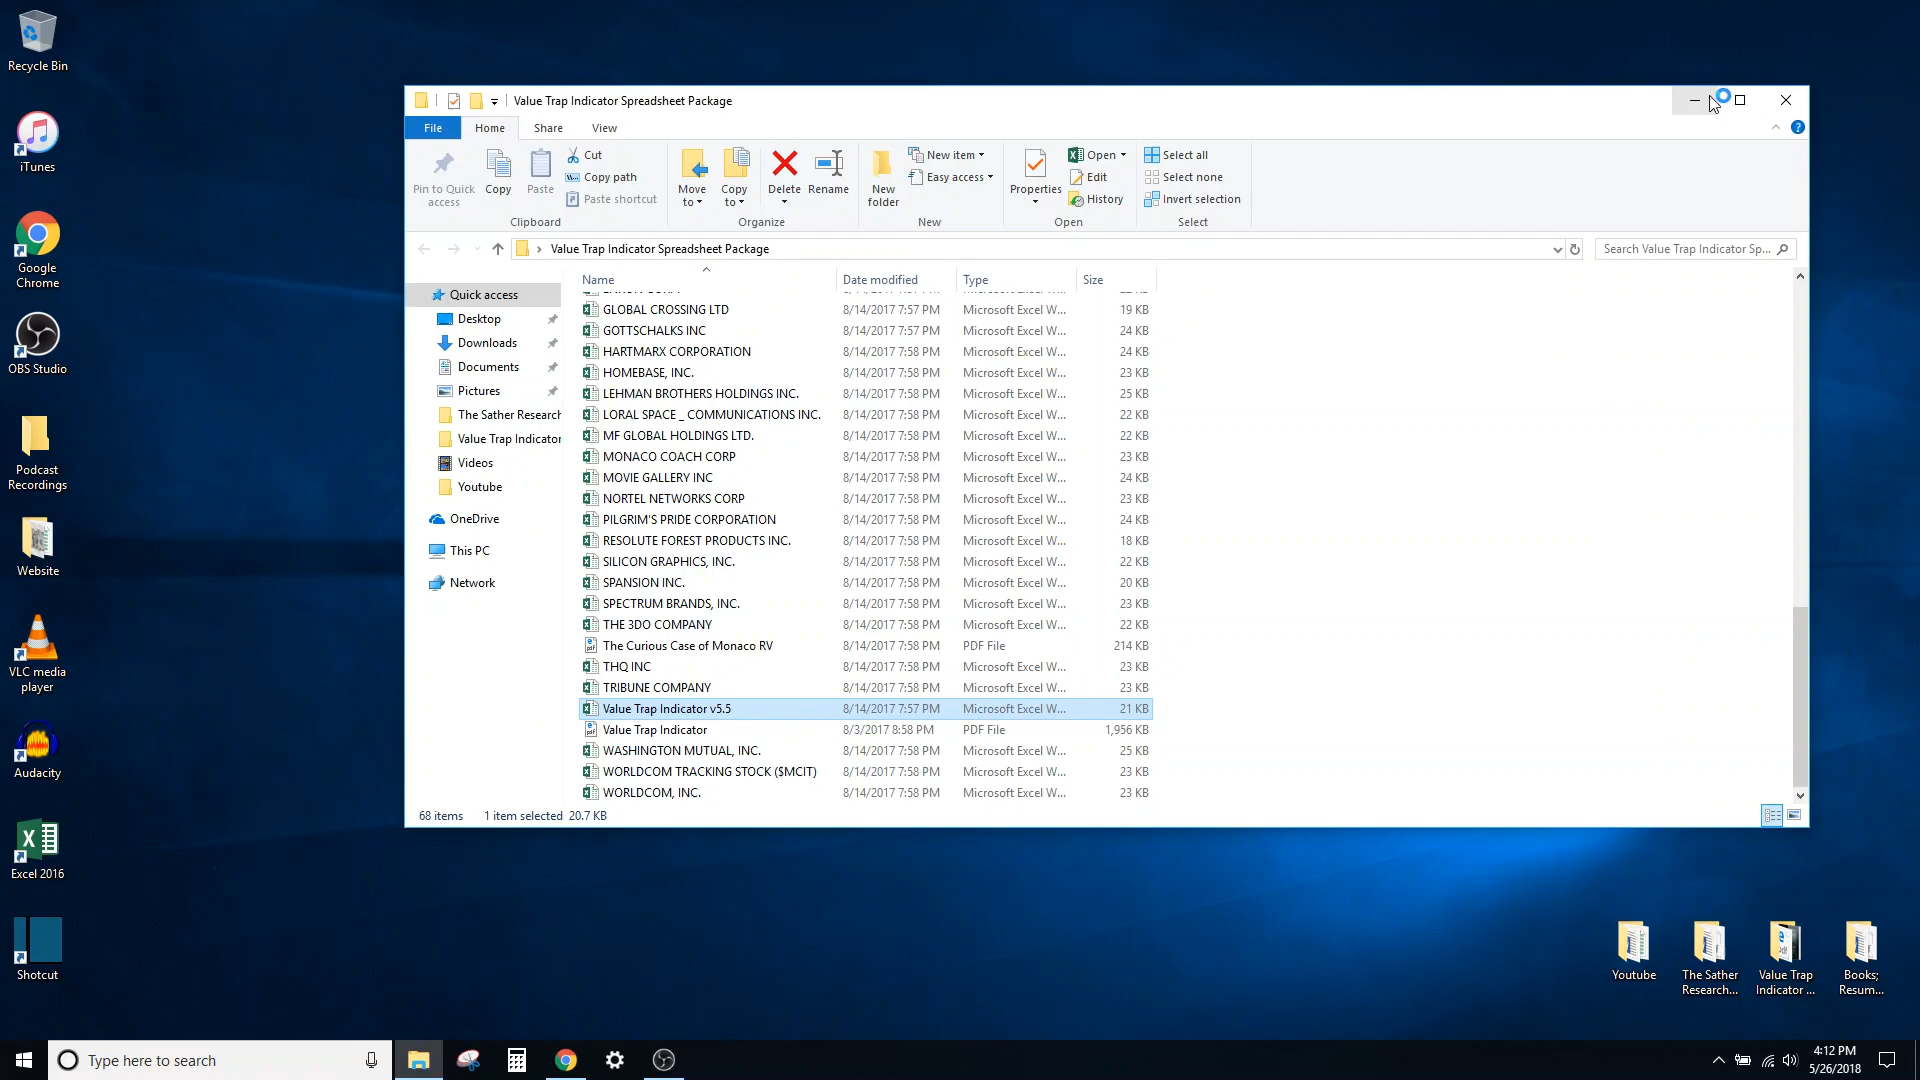 Recycle Bin
iTunes
Google
Chrome
OBS Studio
Podcast
Recordings
Website
VLC media
player
Audacity
Excel 2016
Shotcut
Value Trap Indicator Spreadsheet Package
File Home Share View
Pin to Quick
access
Copy
Paste
Cut
Copy path
Paste shortcut
Clipboard
Move
to
Copy
to
Delete
Rename
Organize
New
folder
New item
Easy access
New
Properties
Open
Edit
History
Open
Select all
Select none
Invert selection
Select
Value Trap Indicator Spreadsheet Package
Search Value Trap Indicator Sp...
Quick access
Desktop
Downloads
Documents
Pictures
The Sather Research
Value Trap Indicator
Videos
Youtube
OneDrive
This PC
Network
Name Date modified Type Size
GLOBAL CROSSING LTD 8/14/2017 7:57 PM Microsoft Excel W... 19 KB
GOTTSCHALKS INC 8/14/2017 7:57 PM Microsoft Excel W... 24 KB
HARTMARX CORPORATION 8/14/2017 7:58 PM Microsoft Excel W... 24 KB
HOMEBASE, INC. 8/14/2017 7:58 PM Microsoft Excel W... 23 KB
LEHMAN BROTHERS HOLDINGS INC. 8/14/2017 7:58 PM Microsoft Excel W... 25 KB
LORAL SPACE _ COMMUNICATIONS INC. 8/14/2017 7:58 PM Microsoft Excel W... 22 KB
MF GLOBAL HOLDINGS LTD. 8/14/2017 7:58 PM Microsoft Excel W... 22 KB
MONACO COACH CORP 8/14/2017 7:58 PM Microsoft Excel W... 23 KB
MOVIE GALLERY INC 8/14/2017 7:58 PM Microsoft Excel W... 24 KB
NORTEL NETWORKS CORP 8/14/2017 7:58 PM Microsoft Excel W... 23 KB
PILGRIM'S PRIDE CORPORATION 8/14/2017 7:58 PM Microsoft Excel W... 24 KB
RESOLUTE FOREST PRODUCTS INC. 8/14/2017 7:58 PM Microsoft Excel W... 18 KB
SILICON GRAPHICS, INC. 8/14/2017 7:58 PM Microsoft Excel W... 22 KB
SPANSION INC. 8/14/2017 7:58 PM Microsoft Excel W... 20 KB
SPECTRUM BRANDS, INC. 8/14/2017 7:58 PM Microsoft Excel W... 23 KB
THE 3DO COMPANY 8/14/2017 7:58 PM Microsoft Excel W... 22 KB
The Curious Case of Monaco RV 8/14/2017 7:58 PM PDF File 214 KB
THQ INC 8/14/2017 7:58 PM Microsoft Excel W... 23 KB
TRIBUNE COMPANY 8/14/2017 7:58 PM Microsoft Excel W... 23 KB
Value Trap Indicator v5.5 8/14/2017 7:57 PM Microsoft Excel W... 21 KB
Value Trap Indicator 8/3/2017 8:58 PM PDF File 1,956 KB
WASHINGTON MUTUAL, INC. 8/14/2017 7:58 PM Microsoft Excel W... 25 KB
WORLDCOM TRACKING STOCK ($MCIT) 8/14/2017 7:58 PM Microsoft Excel W... 23 KB
WORLDCOM, INC. 8/14/2017 7:58 PM Microsoft Excel W... 23 KB
68 items 1 item selected 20.7 KB
Youtube
The Sather
Research...
Value Trap
Indicator ...
Books;
Resum...
Type here to search
4:12 PM
5/26/2018